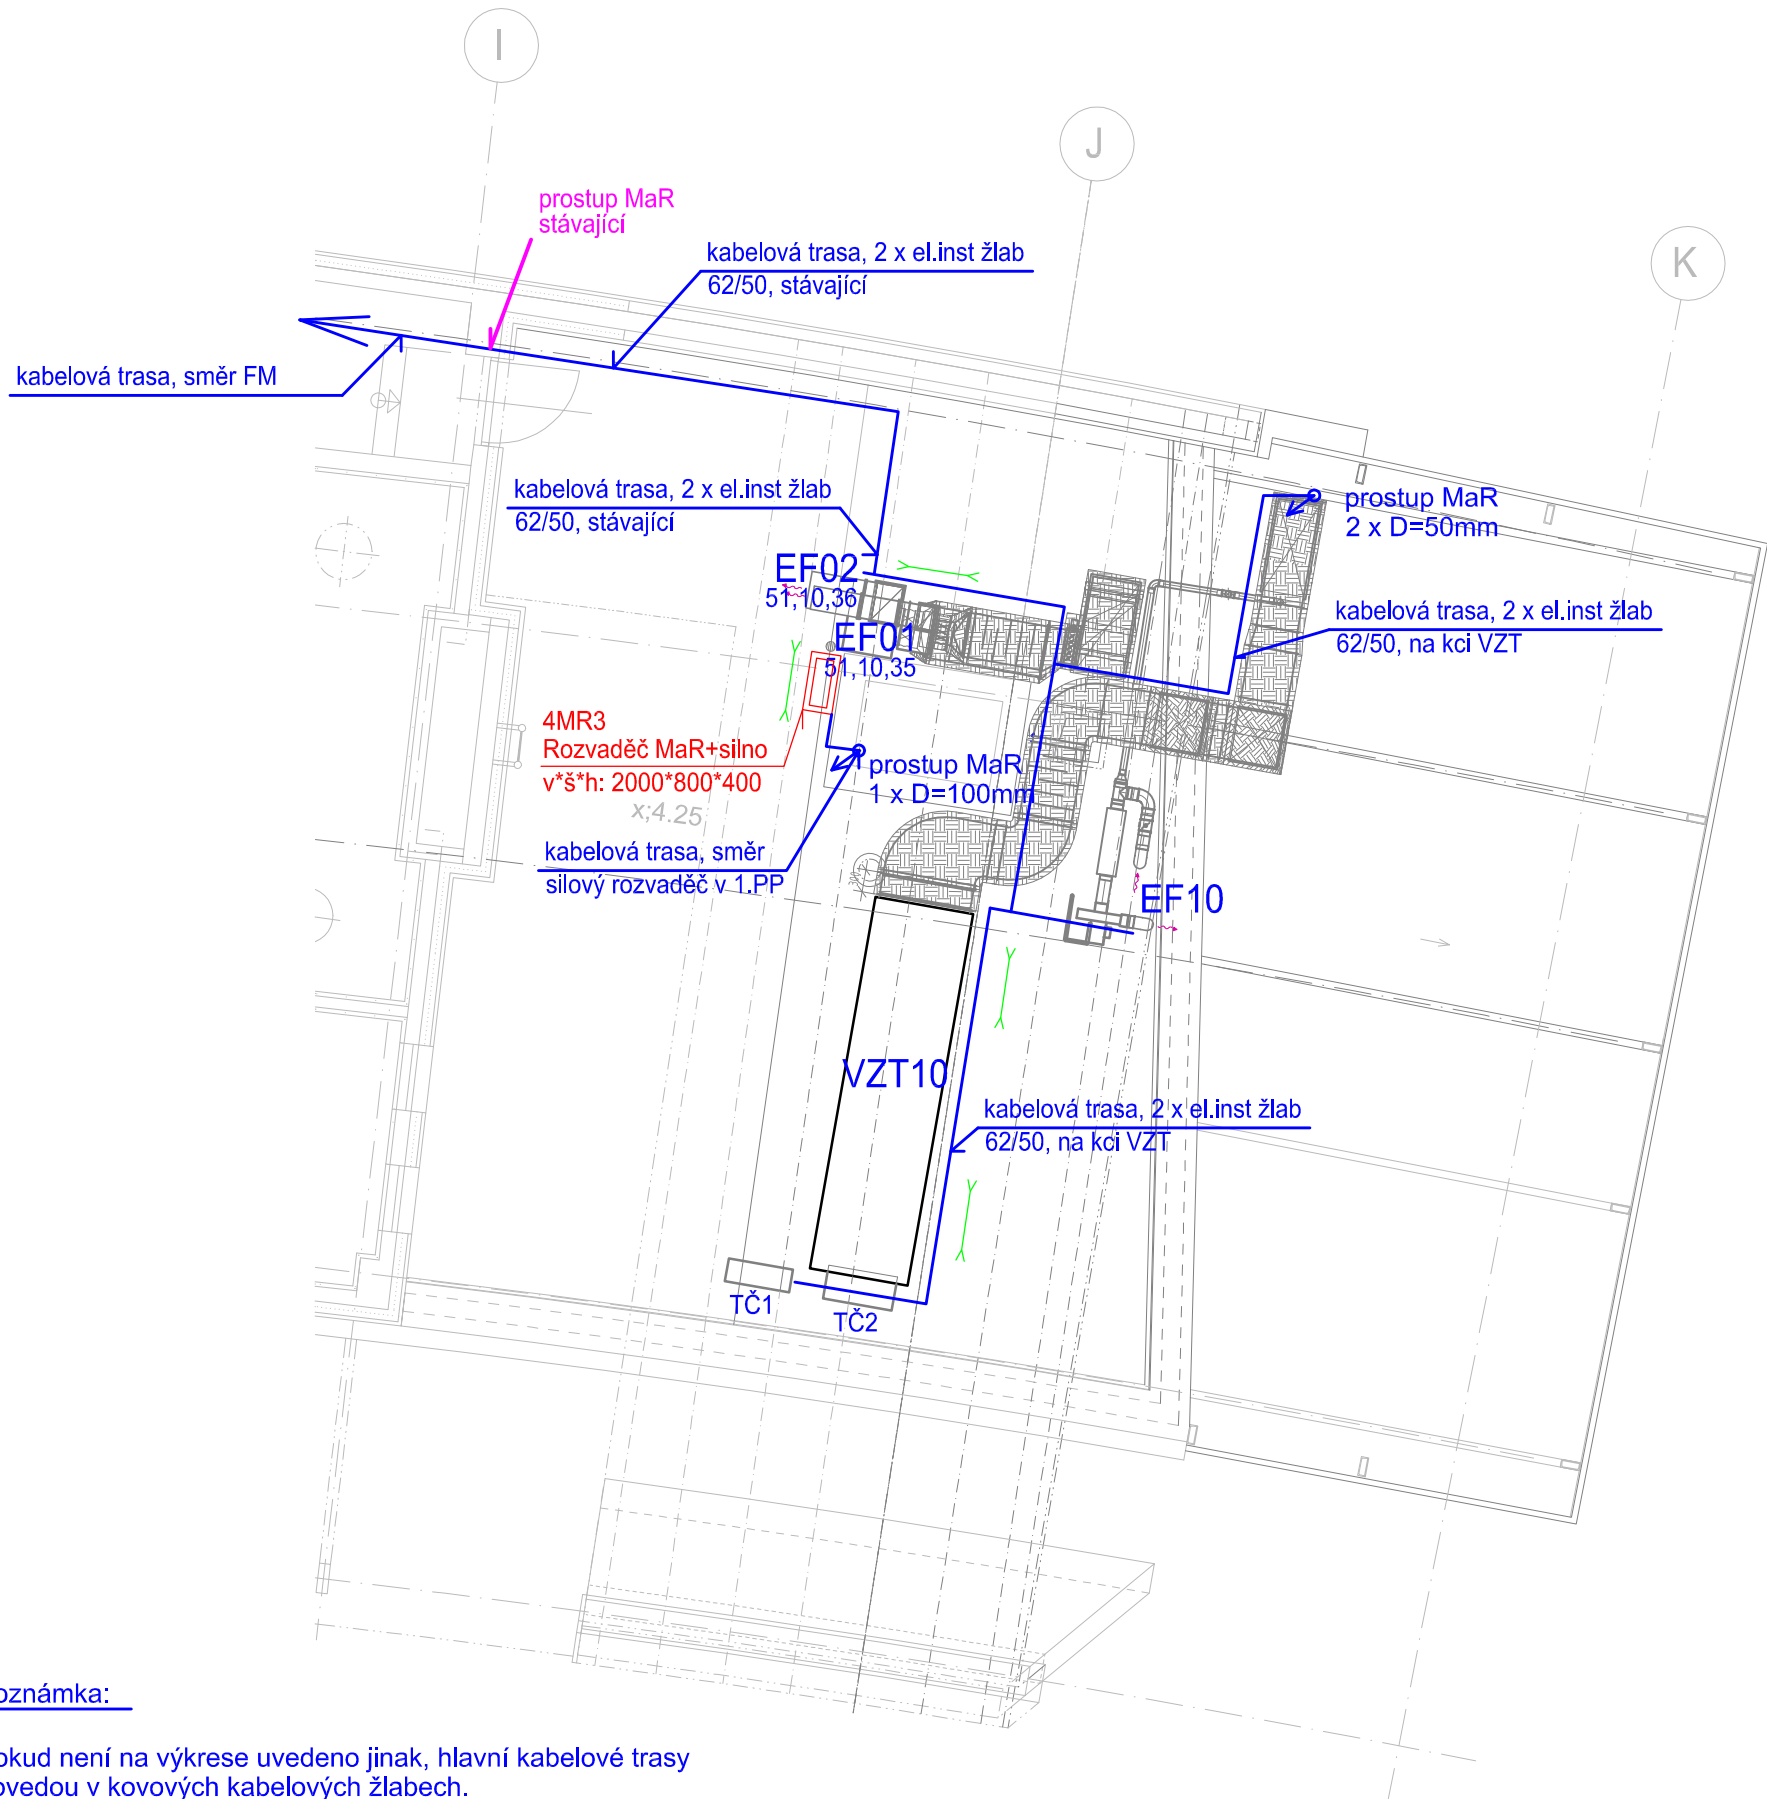 I
J
K
prostup MaR
stávající
kabelová trasa, 2 x el.inst žlab
62/50, stávající
kabelová trasa, směr FM
kabelová trasa, 2 x el.inst žlab
62/50, stávající
prostup MaR
2 x D=50mm
EF02
51,10,36
EF01
51,10,35
kabelová trasa, 2 x el.inst žlab
62/50, na kci VZT
4MR3
Rozvaděč MaR+silno
v*š*h: 2000*800*400
x;4.25
prostup MaR
1 x D=100mm
kabelová trasa, směr
silový rozvaděč v 1.PP
EF10
VZT10
kabelová trasa, 2 x el.inst žlab
62/50, na kci VZT
TČ1
TČ2
oznámka:
okud není na výkrese uvedeno jinak, hlavní kabelové trasy
ovedou v kovových kabelových žlabech.